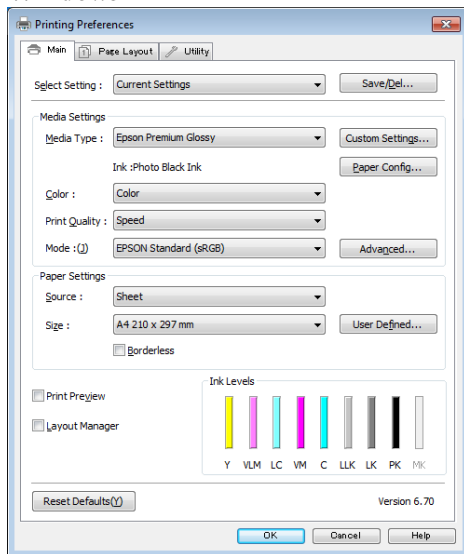 Printing Preferences
Main Page Layout Utility
Select Setting : Current Settings Save/Del...
Media Settings
Media Type : Epson Premium Glossy Custom Settings...
Ink :Photo Black Ink Paper Config...
Color : Color
Print Quality : Speed
Mode :(J) EPSON Standard (sRGB) Advanced...
Paper Settings
Source : Sheet
Size : A4 210 x 297 mm User Defined...
Borderless
Ink Levels
Print Preview
Layout Manager
Y VLM LC VM C LLK LK PK MK
Reset Defaults(Y) Version 6.70
OK Cancel Help